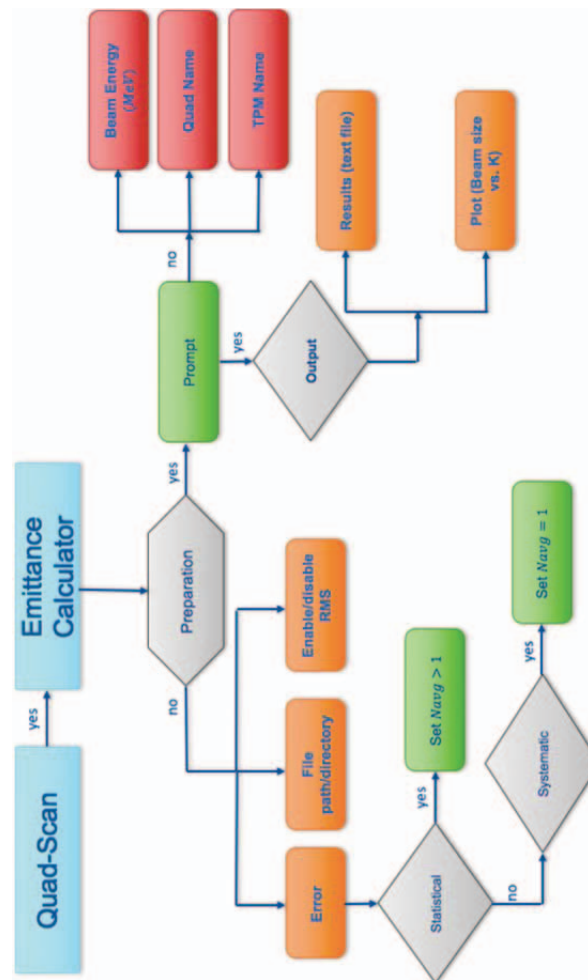 Quad-Scan
yes
Emittance
Calculator
Preparation
yes
no
Prompt
no
yes
Beam Energy
(MeV)
Quad Name
TPM Name
Output
Results (text file)
Plot (Beam size
vs. K)
Error
File
path/directory
Enable/disable
RMS
Statistical
yes
Set Navg > 1
no
Systematic
yes
Set Navg = 1